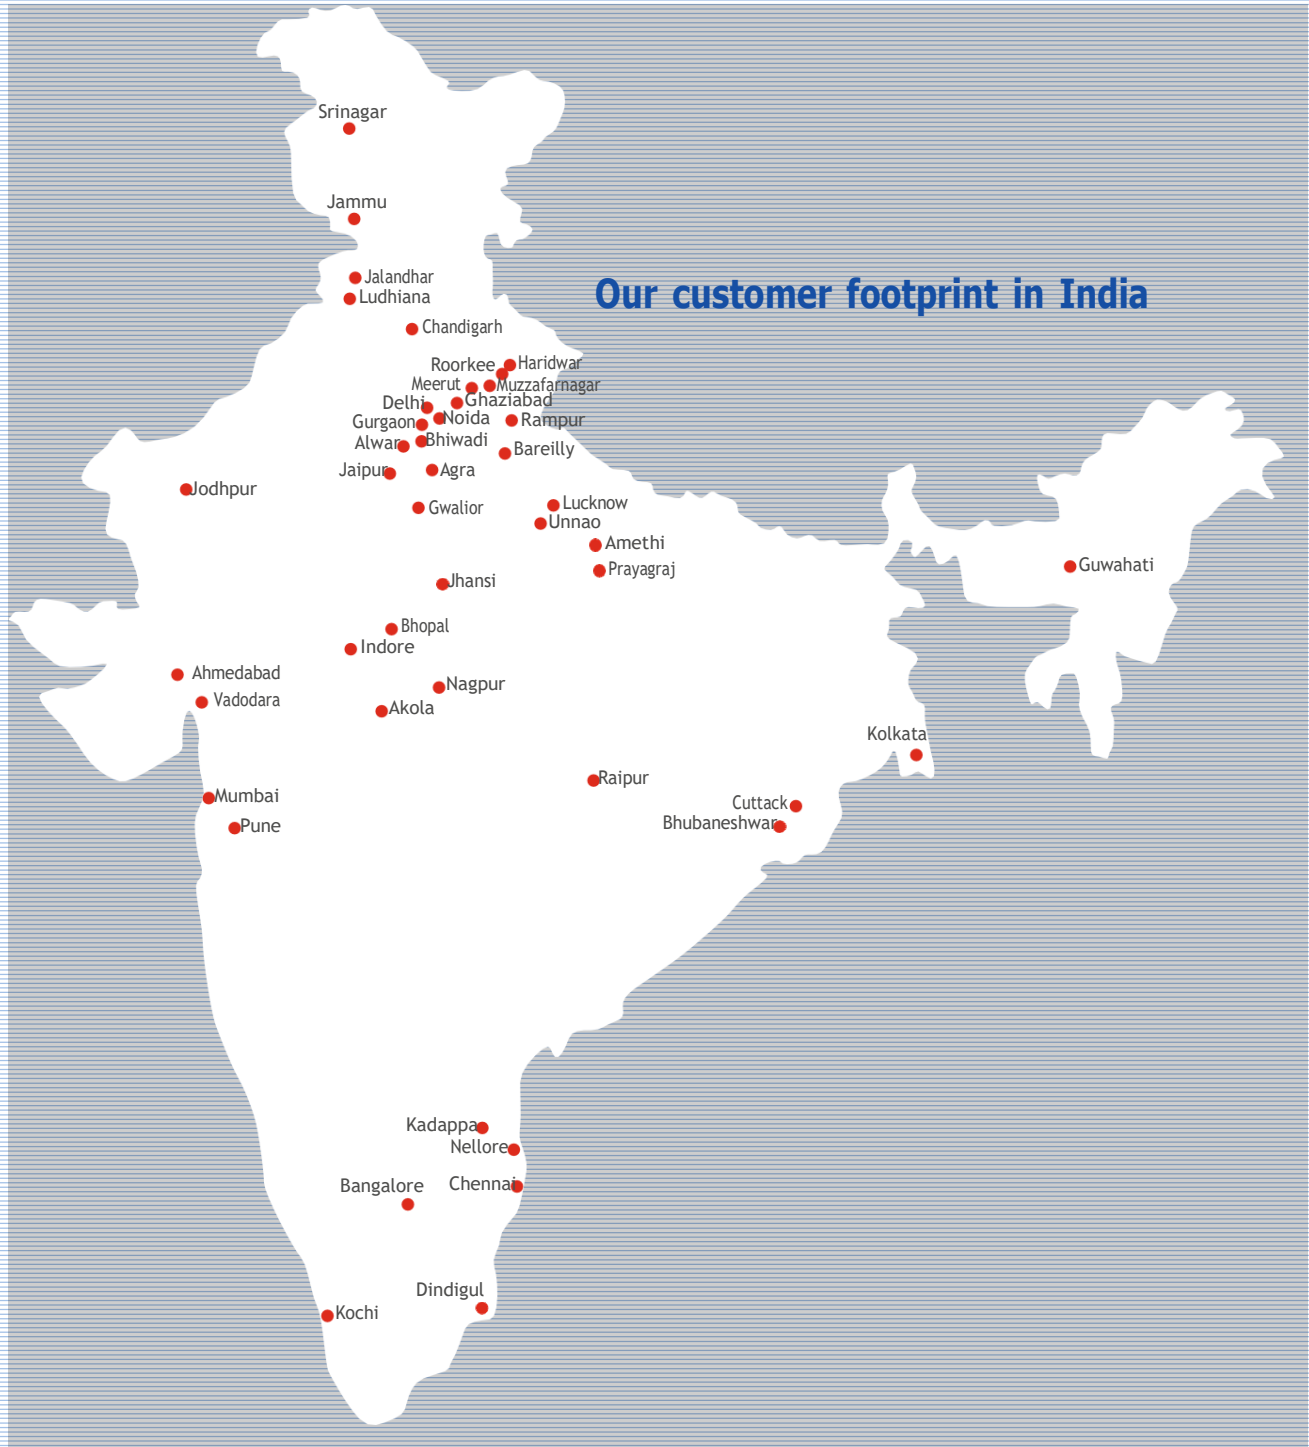 Srinagar
Jammu
Jalandhar
Our customer footprint in India
Ludhiana
Chandigarh
Roorkee
Haridwar
Meerut
Muzzafarnagar
Delhi
Ghaziabad
Gurgaon
Noida
Rampur
Alwar
Bhiwadi
Bareilly
Jaipur
Agra
Jodhpur
Gwalior
Lucknow
Unnao
Amethi
Prayagraj
Guwahati
Jhansi
Bhopal
Indore
Ahmedabad
Nagpur
Vadodara
Akola
Kolkata
Raipur
Mumbai
Cuttack
Pune
Bhubaneshwar
Kadappa
Nellore
Bangalore
Chennai
Dindigul
Kochi